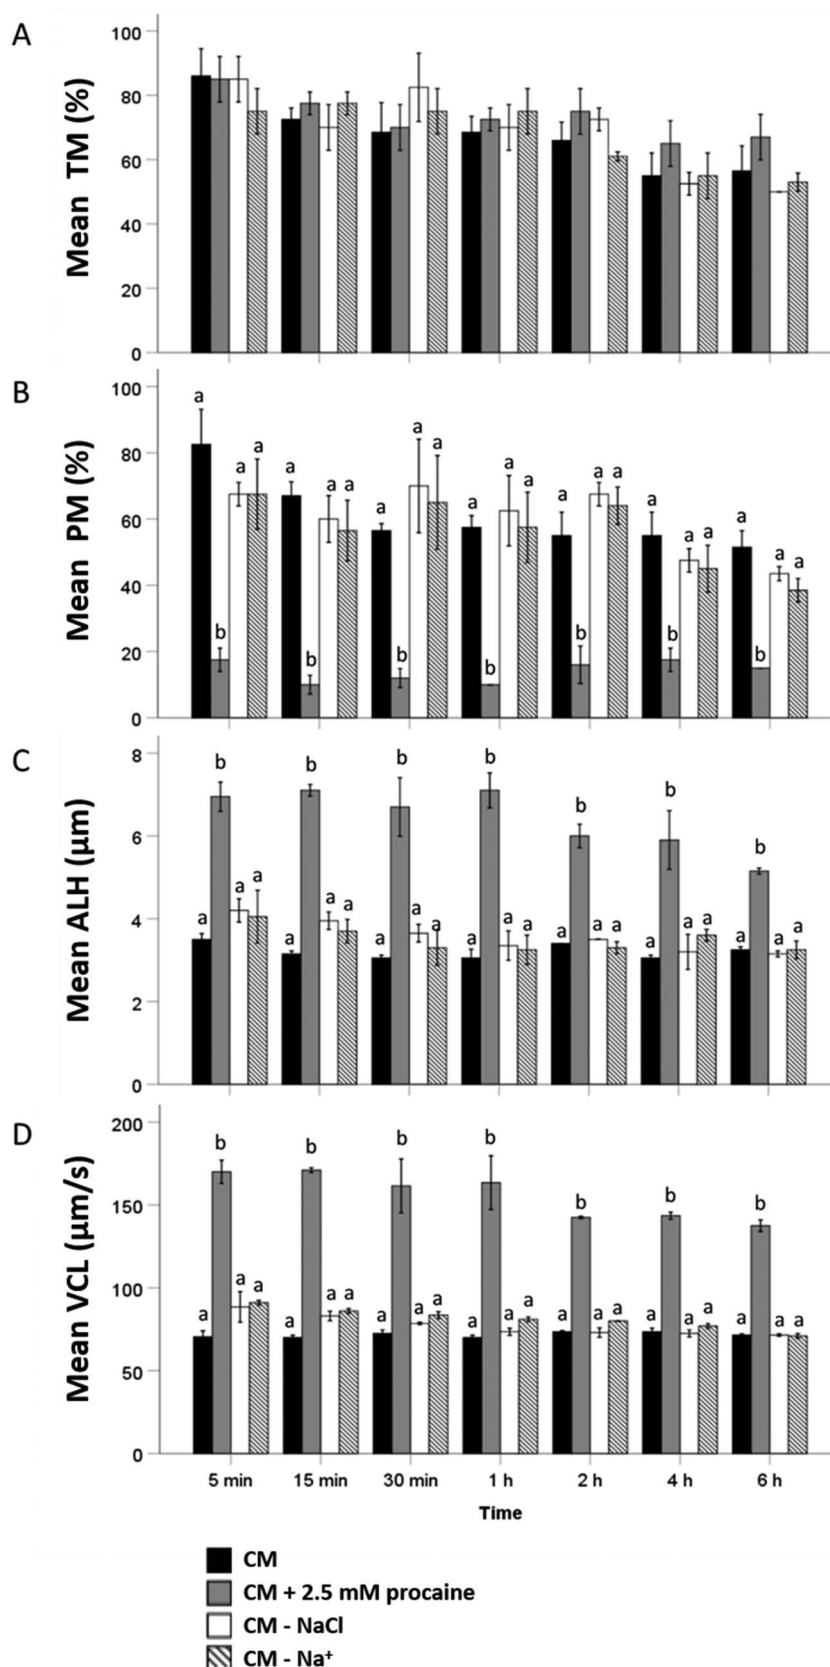 A
Mean TM (%)
100
80
60
40
20
0
B
Mean PM (%)
100
80
60
40
20
0
a b a a
a b a a
a b a a
a b a a
a b a a
a b a a
a b a a
C
Mean ALH (µm)
8
6
4
2
0
a b a a
a b a a
a b a a
a b a a
a b a a
a b a a
a b a a
D
Mean VCL (µm/s)
200
150
100
50
0
a b a a
a b a a
a b a a
a b a a
a b a a
a b a a
a b a a
5 min 15 min 30 min 1 h 2 h 4 h 6 h
Time
CM
CM + 2.5 mM procaine
CM - NaCl
CM - Na⁺